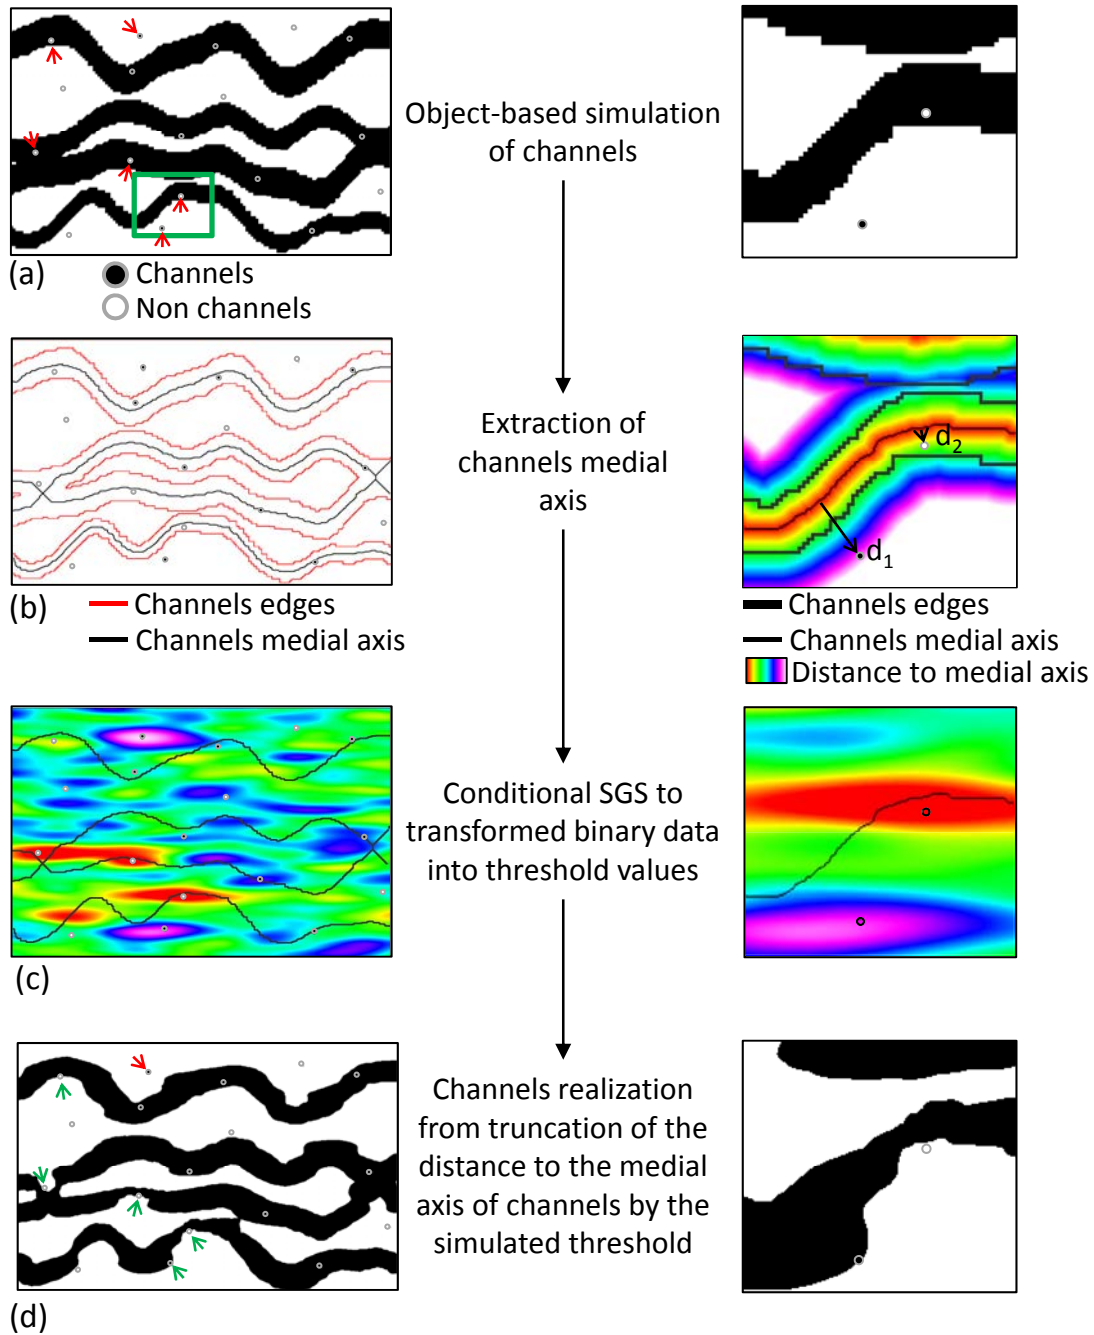 Object-based simulation
of channels
(a)
Channels
Non channels
Extraction of
channels medial
axis
d2
d1
(b)
Channels edges
Channels medial axis
Channels edges
Channels medial axis
Distance to medial axis
Conditional SGS to
transformed binary data
into threshold values
(c)
Channels realization
from truncation of the
distance to the medial
axis of channels by the
simulated threshold
(d)